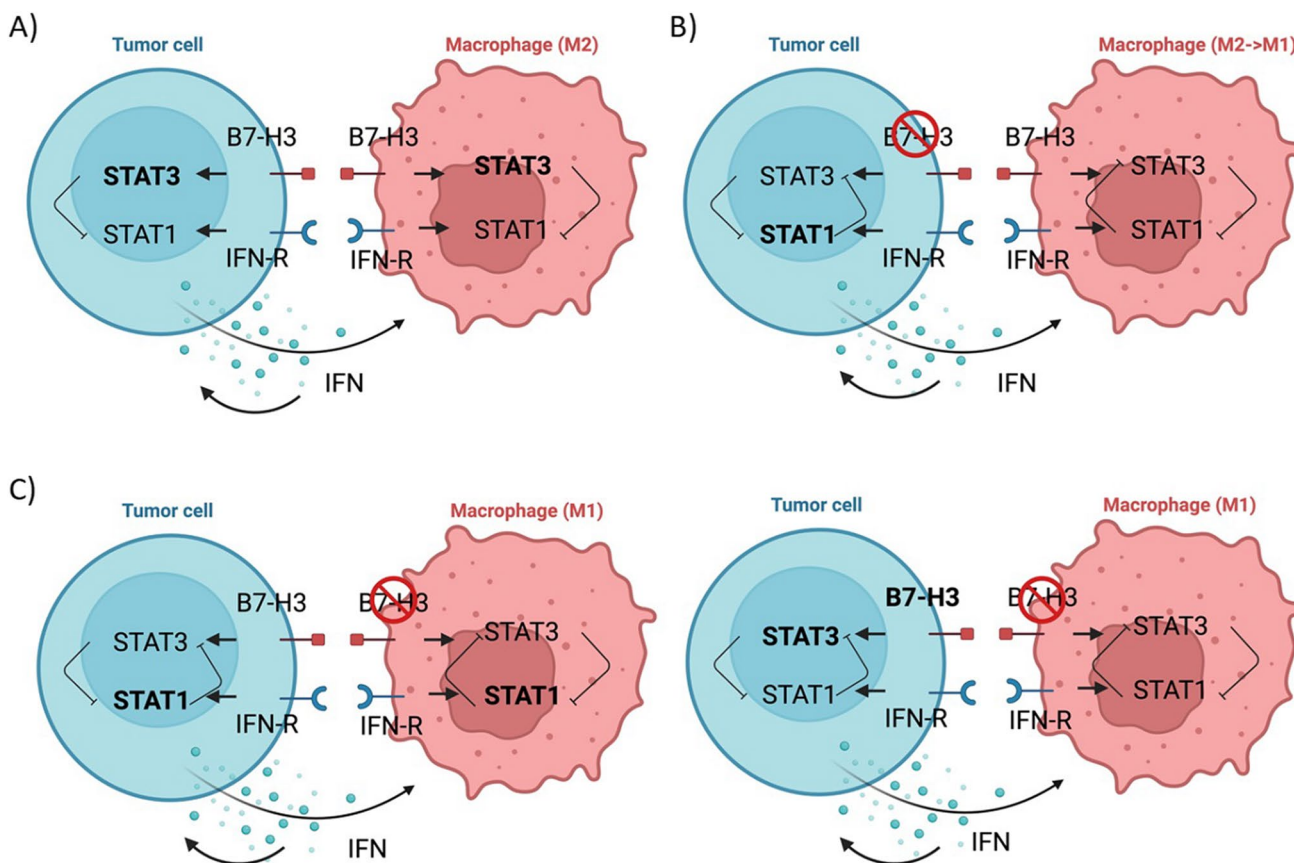 A)
Tumor cell
Macrophage (M2)
B7-H3
B7-H3
STAT3
STAT3
STAT1
STAT1
IFN-R
IFN-R
IFN
B)
Tumor cell
Macrophage (M2->M1)
B7-H3
B7-H3
STAT3
STAT3
STAT1
STAT1
IFN-R
IFN-R
IFN
C)
Tumor cell
Macrophage (M1)
B7-H3
B7-H3
STAT3
STAT3
STAT1
STAT1
IFN-R
IFN-R
IFN
Tumor cell
Macrophage (M1)
B7-H3
B7-H3
STAT3
STAT3
STAT1
STAT1
IFN-R
IFN-R
IFN